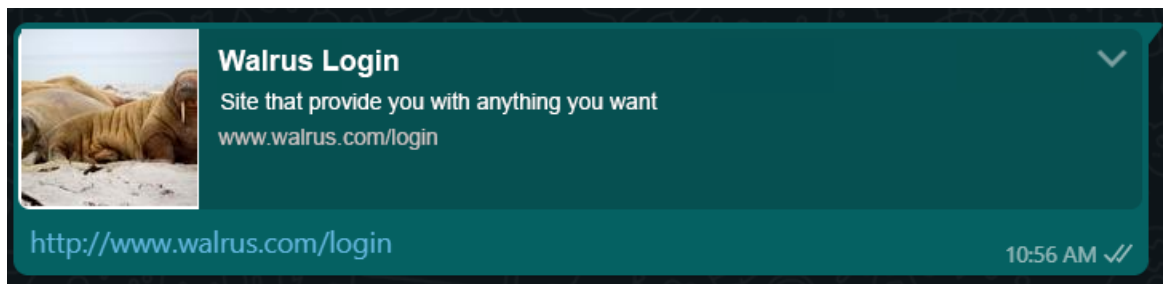 Walrus Login
Site that provide you with anything you want
www.walrus.com/login
http://www.walrus.com/login
10:56 AM